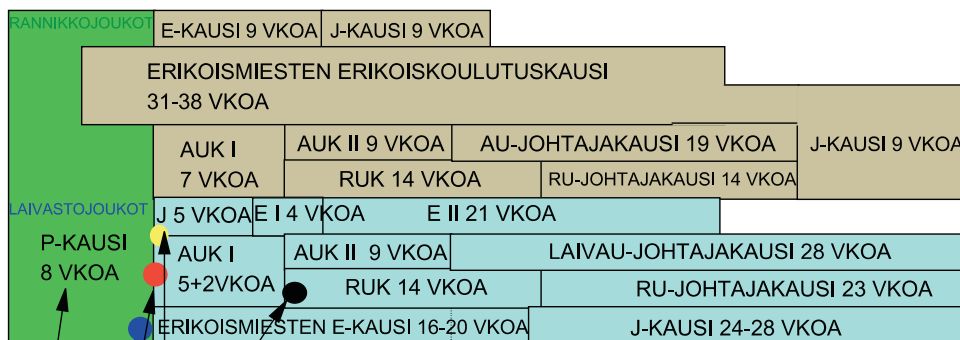 RANNIKKOJOUKOT
E-KAUSI 9 VKOA
J-KAUSI 9 VKOA
ERIKOISMIESTEN ERIKOISKOULUTUSKAUSI
31-38 VKOA
AUK I
7 VKOA
AUK II 9 VKOA
AU-JOHTAJAKAUSI 19 VKOA
J-KAUSI 9 VKOA
RUK 14 VKOA
RU-JOHTAJAKAUSI 14 VKOA
LAIVASTOJOUKOT
J 5 VKOA
E I 4 VKOA
E II 21 VKOA
P-KAUSI
8 VKOA
AUK I
5+2VKOA
AUK II 9 VKOA
LAIVAU-JOHTAJAKAUSI 28 VKOA
RUK 14 VKOA
RU-JOHTAJAKAUSI 23 VKOA
ERIKOISMIESTEN E-KAUSI 16-20 VKOA
J-KAUSI 24-28 VKOA